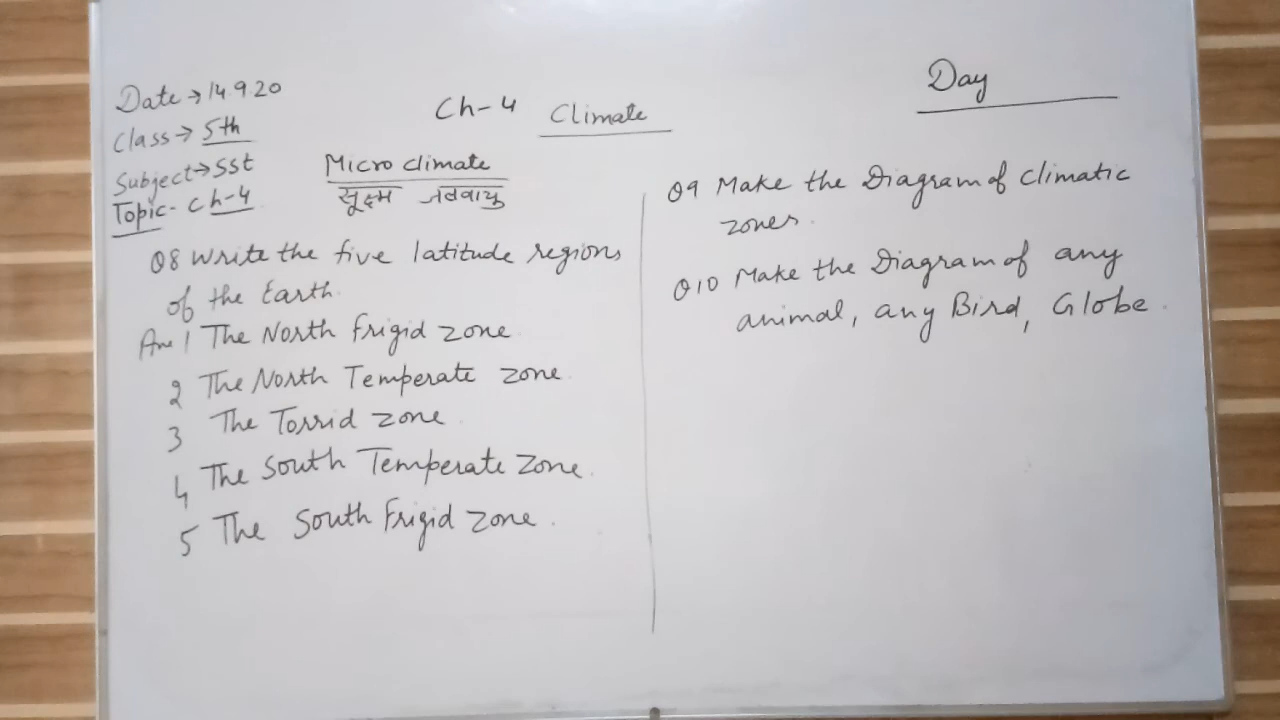 Date → 14.9.20
Class → 5th
Subject → SSt
Topic - Ch-4
Ch-4 Climate
Day
Micro climate
सूक्ष्म जलवायु
Q8 Write the five latitude regions
of the Earth.
Ans 1 The North Frigid zone.
2 The North Temperate zone.
3 The Torrid zone.
4 The South Temperate Zone.
5 The South Frigid zone.
Q9 Make the Diagram of climatic
zones.
Q10 Make the Diagram of any
animal, any Bird, Globe.